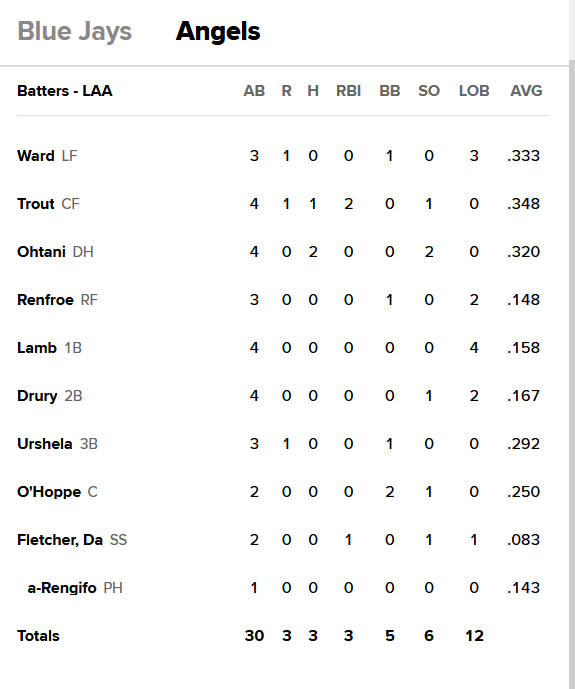 Blue Jays Angels
Batters - LAA AB R H RBI BB SO LOB AVG
Ward LF 3 1 0 0 1 0 3 .333
Trout CF 4 1 1 2 0 1 0 .348
Ohtani DH 4 0 2 0 0 2 0 .320
Renfroe RF 3 0 0 0 1 0 2 .148
Lamb 1B 4 0 0 0 0 0 4 .158
Drury 2B 4 0 0 0 0 1 2 .167
Urshela 3B 3 1 0 0 1 0 0 .292
O'Hoppe C 2 0 0 0 2 1 0 .250
Fletcher, Da SS 2 0 0 1 0 1 1 .083
a-Rengifo PH 1 0 0 0 0 0 0 .143
Totals 30 3 3 3 5 6 12